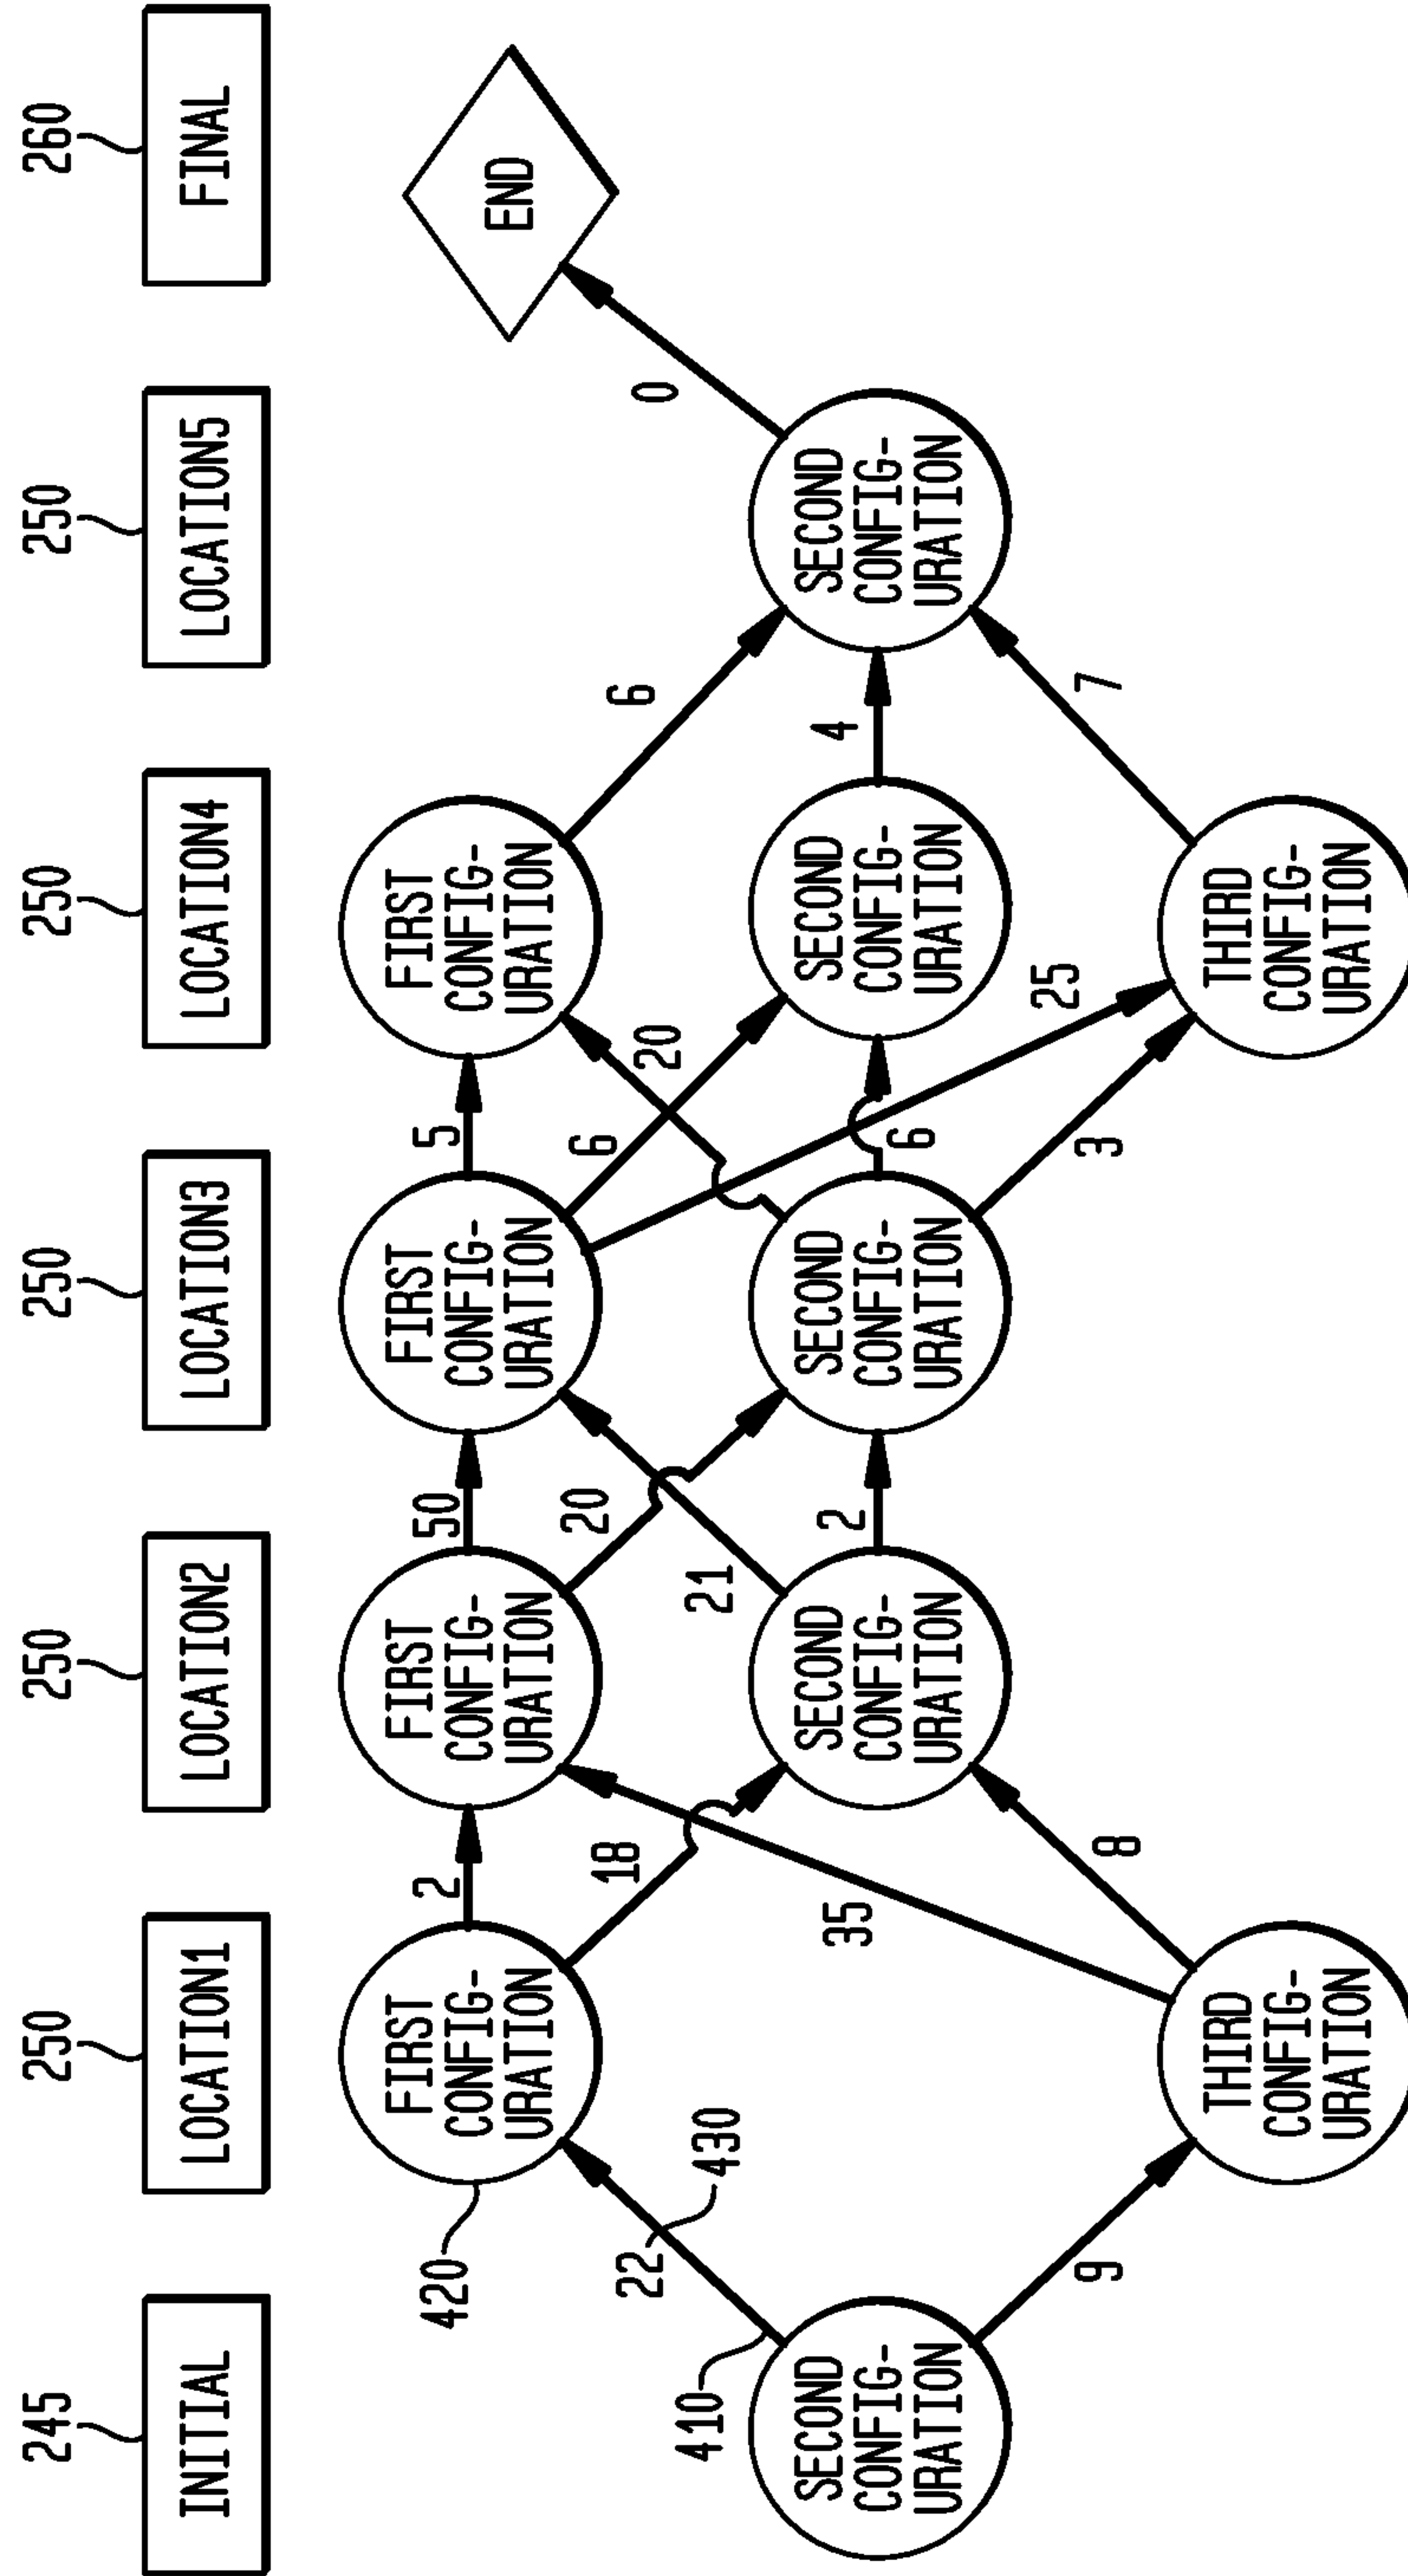 245
250
250
250
250
250
260
INITIAL
LOCATION1
LOCATION2
LOCATION3
LOCATION4
LOCATION5
FINAL
420
FIRST
CONFIG-
URATION
2
FIRST
CONFIG-
URATION
50
FIRST
CONFIG-
URATION
5
FIRST
CONFIG-
URATION
END
410
22
430
18
35
20
21
6
20
6
0
SECOND
CONFIG-
URATION
SECOND
CONFIG-
URATION
2
SECOND
CONFIG-
URATION
6
25
SECOND
CONFIG-
URATION
4
SECOND
CONFIG-
URATION
9
8
3
7
THIRD
CONFIG-
URATION
THIRD
CONFIG-
URATION